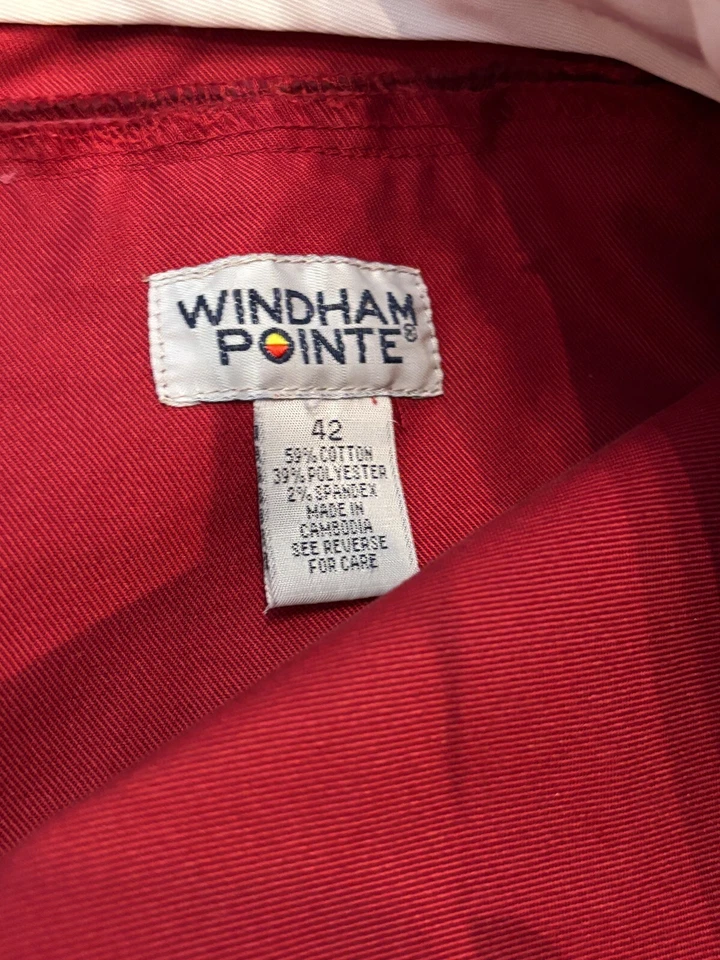 WINDHAM
POINTE®
42
59% COTTON
39% POLYESTER
2% SPANDEX
MADE IN
CAMBODIA
SEE REVERSE
FOR CARE